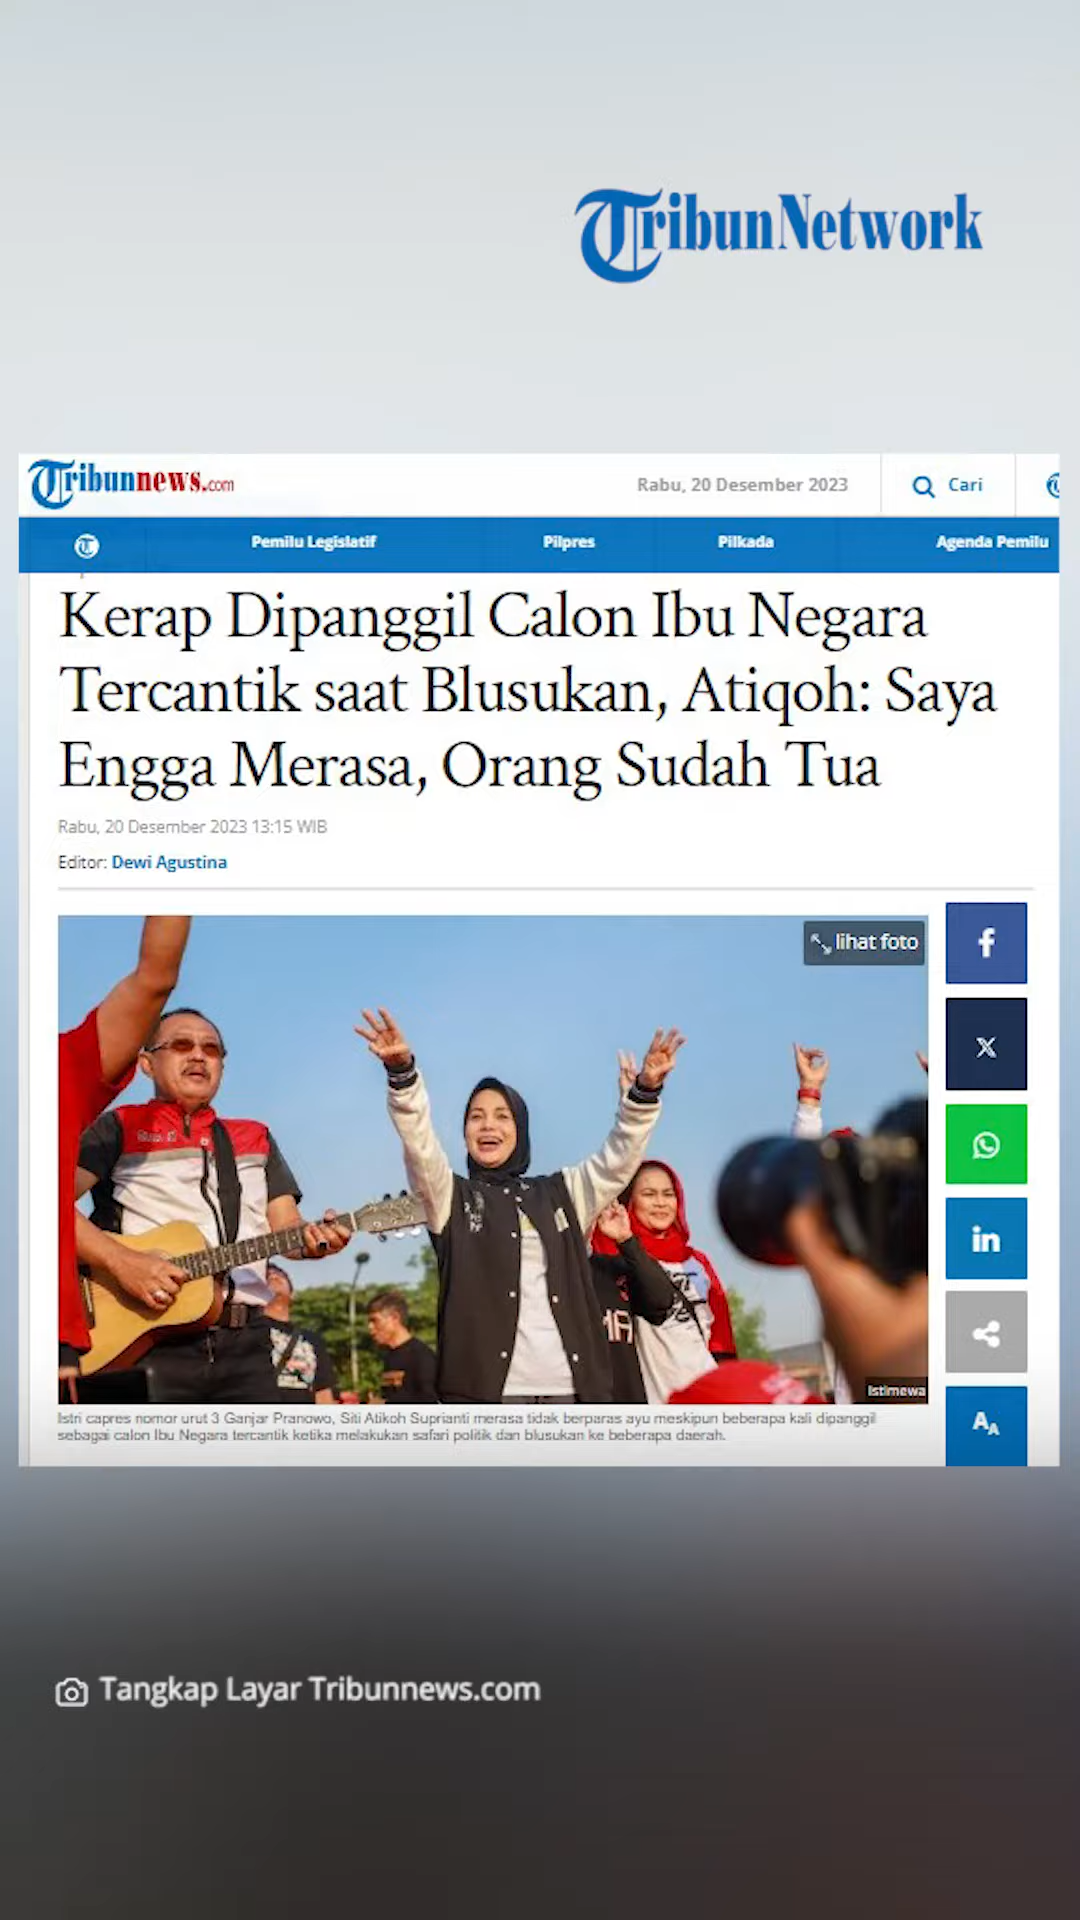 TribunNetwork
Tribunnews.com
Rabu, 20 Desember 2023
Cari
Pemilu Legislatif
Pilpres
Pilkada
Agenda Pemilu
Kerap Dipanggil Calon Ibu Negara
Tercantik saat Blusukan, Atiqoh: Saya
Engga Merasa, Orang Sudah Tua
Rabu, 20 Desember 2023 13:15 WIB
Editor: Dewi Agustina
lihat foto
Istimewa
Istri capres nomor urut 3 Ganjar Pranowo, Siti Atikoh Suprianti merasa tidak berparas ayu meskipun beberapa kali dipanggil
sebagai calon Ibu Negara tercantik ketika melakukan safari politik dan blusukan ke beberapa daerah.
AA
Tangkap Layar Tribunnews.com